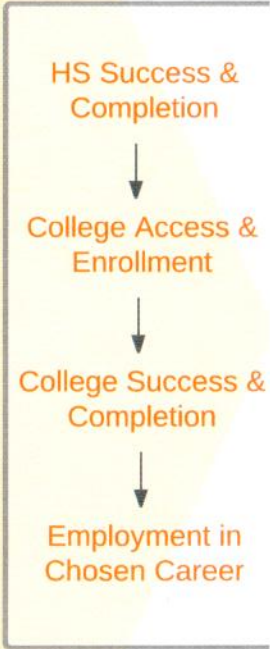 HS Success &
Completion
College Access &
Enrollment
College Success &
Completion
Employment in
Chosen Career